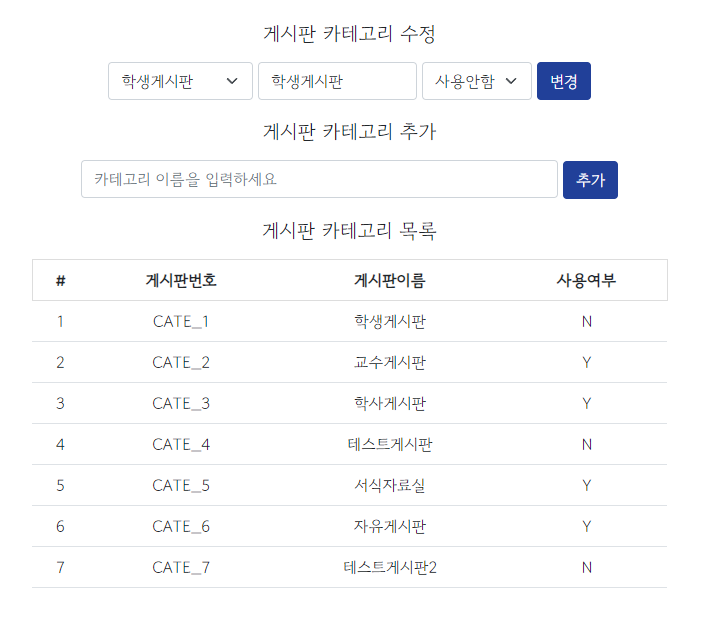 게시판 카테고리 수정
학생게시판 학생게시판 사용안함 변경
게시판 카테고리 추가
카테고리 이름을 입력하세요 추가
게시판 카테고리 목록
# 게시판번호 게시판이름 사용여부
1 CATE_1 학생게시판 N
2 CATE_2 교수게시판 Y
3 CATE_3 학사게시판 Y
4 CATE_4 테스트게시판 N
5 CATE_5 서식자료실 Y
6 CATE_6 자유게시판 Y
7 CATE_7 테스트게시판2 N